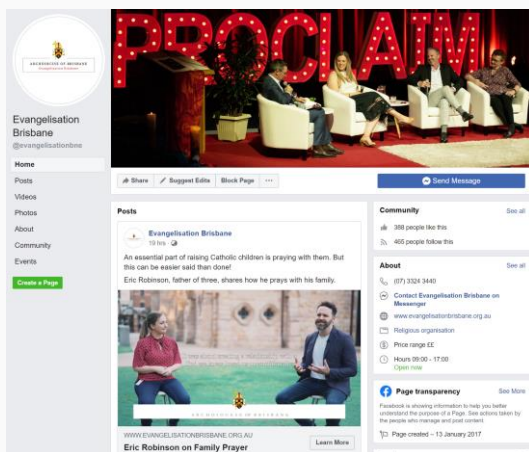 PROCLAIM
ARCHDIOCESE OF BRISBANE
Evangelisation Brisbane
Evangelisation
Brisbane
@evangelisationbne
Home
Posts
Videos
Photos
About
Community
Events
Create a Page
Share
Suggest Edits
Block Page
...
Send Message
Posts
Evangelisation Brisbane
19 hrs ·
An essential part of raising Catholic children is praying with them. But
this can be easier said than done!
Eric Robinson, father of three, shares how he prays with his family.
ARCHDIOCESE OF BRISBANE
WWW.EVANGELISATIONBRISBANE.ORG.AU
Eric Robinson on Family Prayer
Learn More
Community
See all
388 people like this
465 people follow this
About
See all
(07) 3324 3440
Contact Evangelisation Brisbane on
Messenger
www.evangelisationbrisbane.org.au
Religious organisation
Price range ££
Hours 09:00 - 17:00
Open now
Page transparency
See More
Facebook is showing information to help you better
understand the purpose of a Page. See actions taken by
the people who manage and post content.
Page created – 13 January 2017